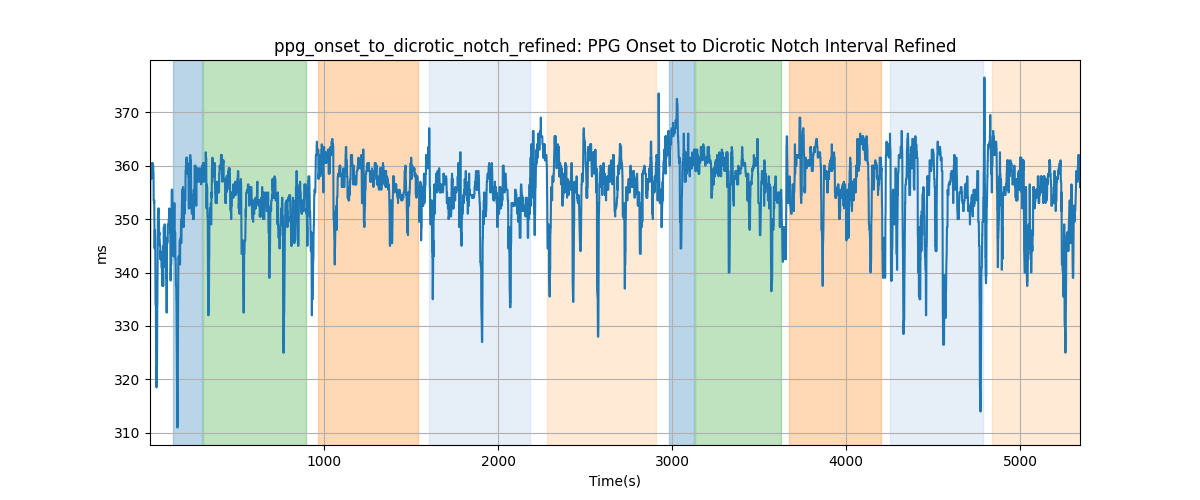 ppg_onset_to_dicrotic_notch_refined: PPG Onset to Dicrotic Notch Interval Refined
370
360
350
340
330
320
310
ms
1000 2000 3000 4000 5000
Time(s)